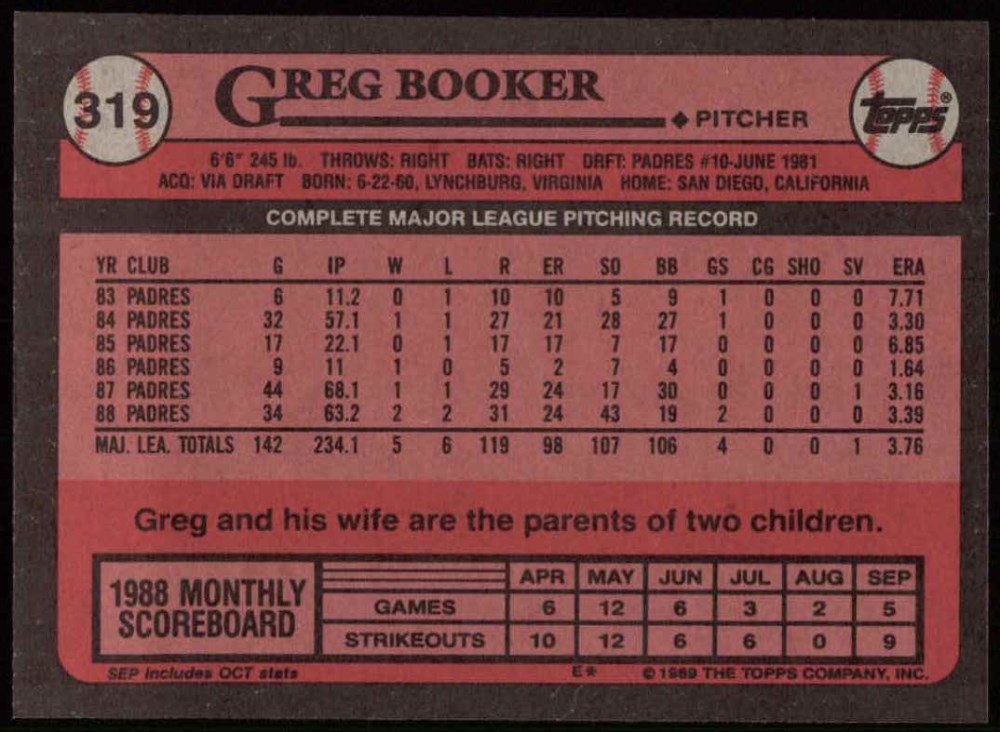 319
GREG BOOKER
◆ PITCHER
Topps®
6'6" 245 lb. THROWS: RIGHT BATS: RIGHT DRFT: PADRES #10-JUNE 1981
ACQ: VIA DRAFT BORN: 6-22-60, LYNCHBURG, VIRGINIA HOME: SAN DIEGO, CALIFORNIA
COMPLETE MAJOR LEAGUE PITCHING RECORD
YR CLUB G IP W L R ER SO BB GS CG SHO SV ERA
83 PADRES 6 11.2 0 1 10 10 5 9 1 0 0 0 7.71
84 PADRES 32 57.1 1 1 27 21 28 27 1 0 0 0 3.30
85 PADRES 17 22.1 0 1 17 17 7 17 0 0 0 0 6.85
86 PADRES 9 11 1 0 5 2 7 4 0 0 0 0 1.64
87 PADRES 44 68.1 1 1 29 24 17 30 0 0 0 1 3.16
88 PADRES 34 63.2 2 2 31 24 43 19 2 0 0 0 3.39
MAJ. LEA. TOTALS 142 234.1 5 6 119 98 107 106 4 0 0 1 3.76
Greg and his wife are the parents of two children.
1988 MONTHLY
SCOREBOARD
APR MAY JUN JUL AUG SEP
GAMES 6 12 6 3 2 5
STRIKEOUTS 10 12 6 6 0 9
SEP Includes OCT stats
E*
© 1989 THE TOPPS COMPANY, INC.